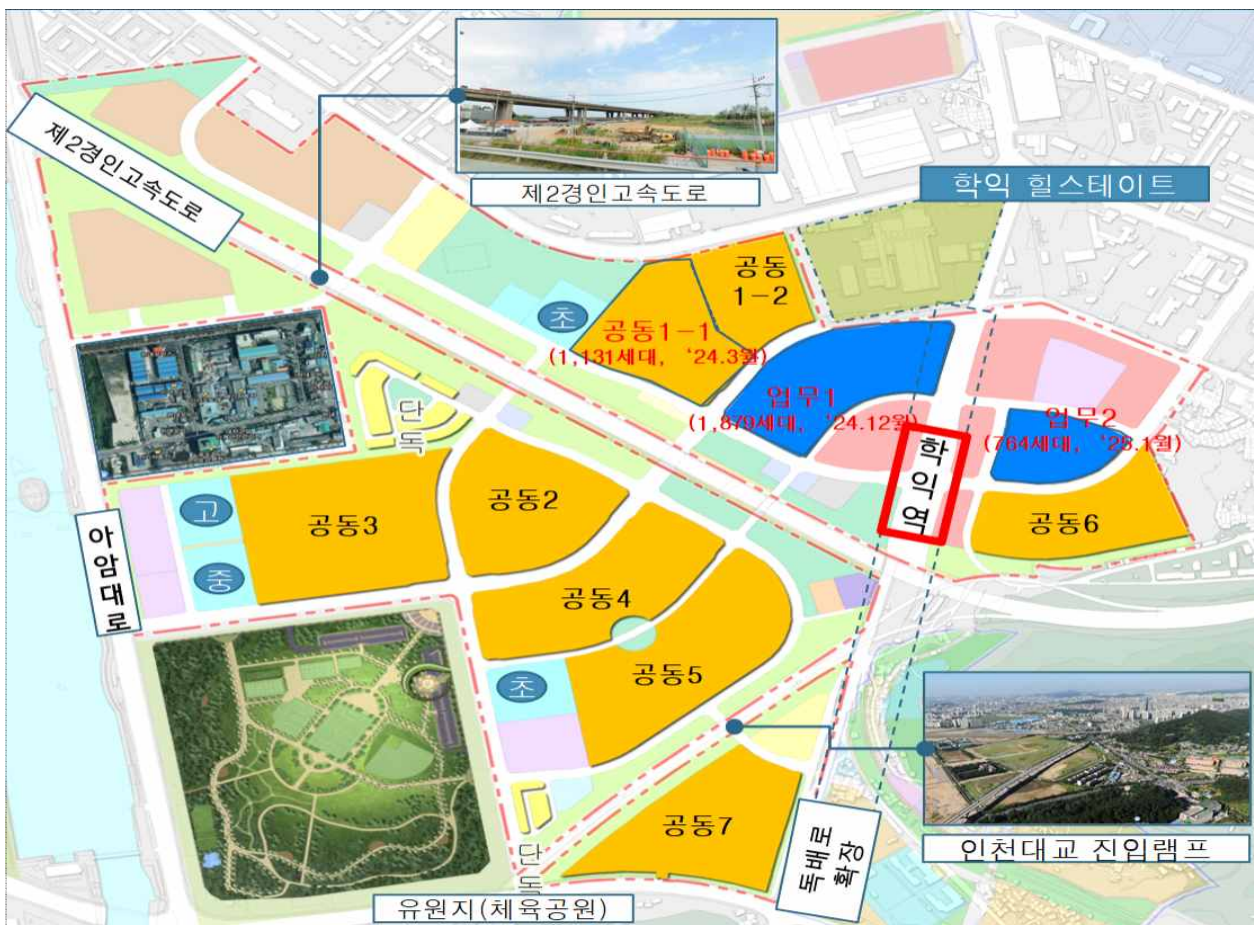 제2경인고속도로
제2경인고속도로
학익 힐스테이트
초
공동1-1
(1,131세대, ‘24.3월)
공동
1-2
업무1
(1,879세대, ‘24.12월)
업무2
(764세대, ‘25.1월)
학익역
단독
공동2
공동3
고
중
아암대로
공동6
공동4
초
공동5
공동7
단독
독배로
확장
인천대교 진입램프
유원지(체육공원)